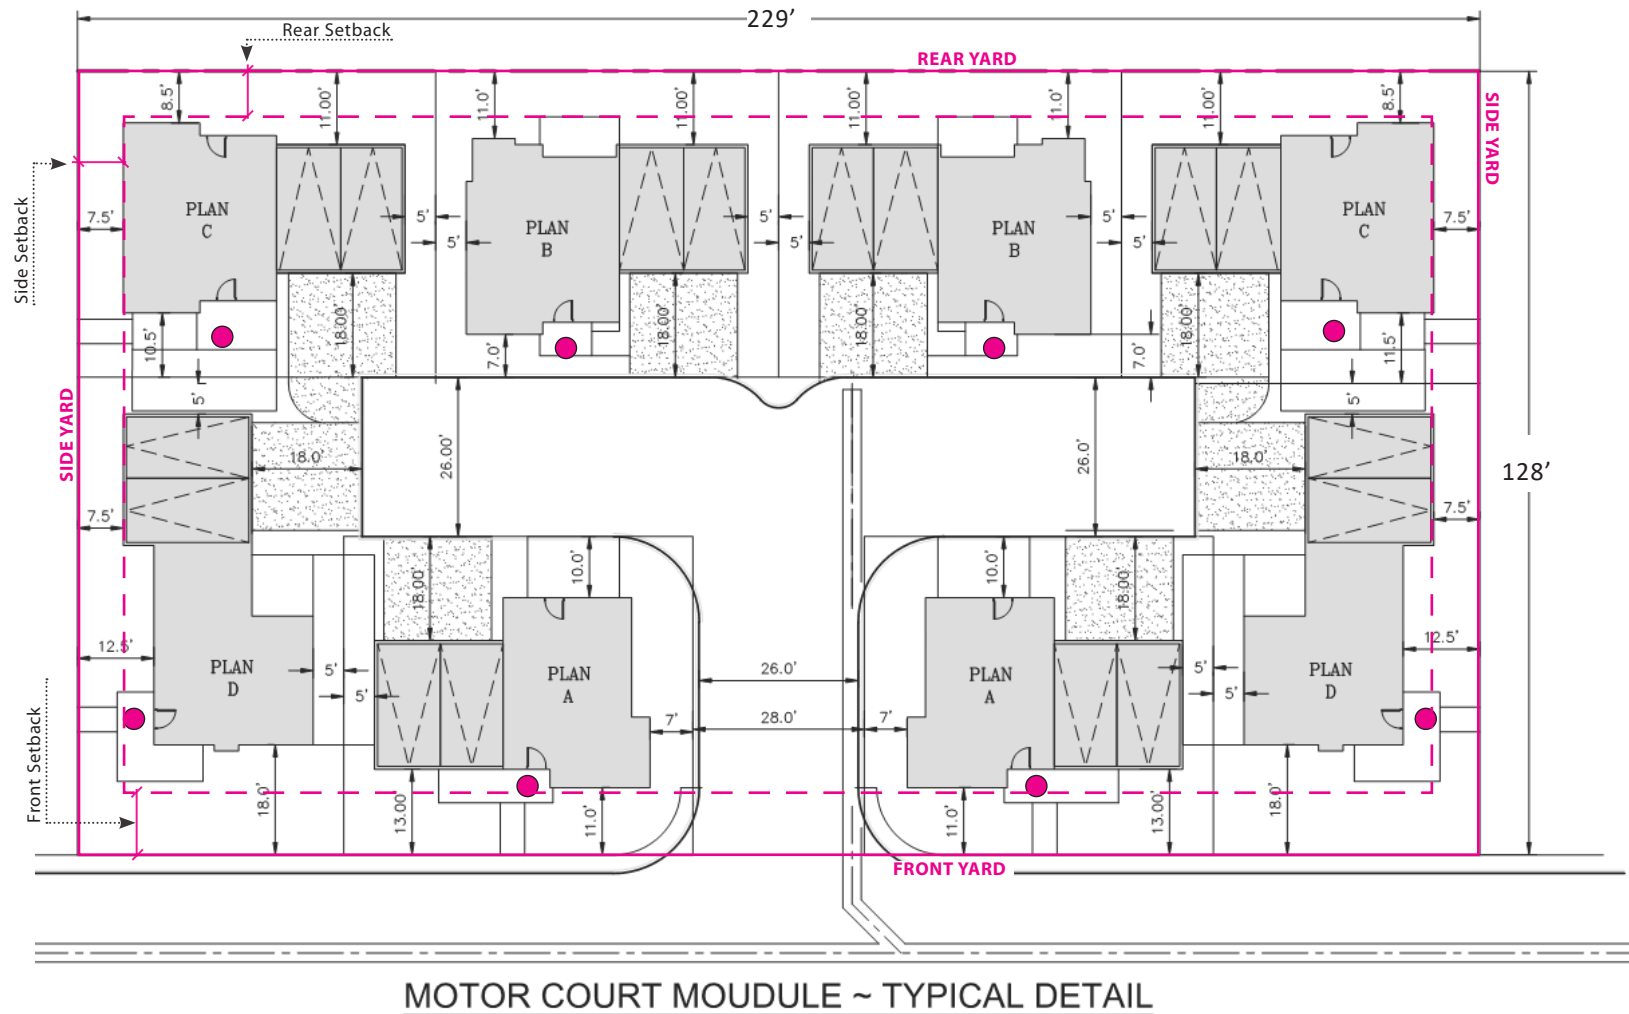 229’
Rear Setback
REAR YARD
8.5'
11.00'
11.0'
11.00'
11.00'
11.0'
11.00'
8.5'
SIDE YARD
Side Setback
7.5'
PLAN
C
5'
5'
PLAN
B
5'
5'
PLAN
B
5'
5'
PLAN
C
7.5'
10.5'
18.00'
7.0'
18.00'
18.00'
7.0'
18.00'
11.5'
5'
5'
SIDE YARD
18.0'
26.00'
26.0'
18.0'
128’
7.5'
7.5'
18.00'
10.0'
10.0'
18.00'
12.5'
PLAN
D
5'
5'
PLAN
A
26.0'
PLAN
A
5'
5'
PLAN
D
12.5'
7'
28.0'
7'
Front Setback
18.0'
13.00'
11.0'
11.0'
13.00'
18.0'
FRONT YARD
MOTOR COURT MOUDULE ~ TYPICAL DETAIL